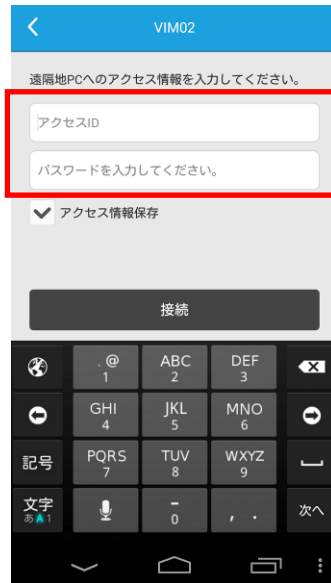 VIM02
遠隔地PCへのアクセス情報を入力してください。
アクセスID
パスワードを入力してください。
アクセス情報保存
接続
. @ ABC DEF
1 2 3
GHI JKL MNO
4 5 6
記号 PQRS TUV WXYZ
7 8 9
文字 – , . 次へ
あA1 0